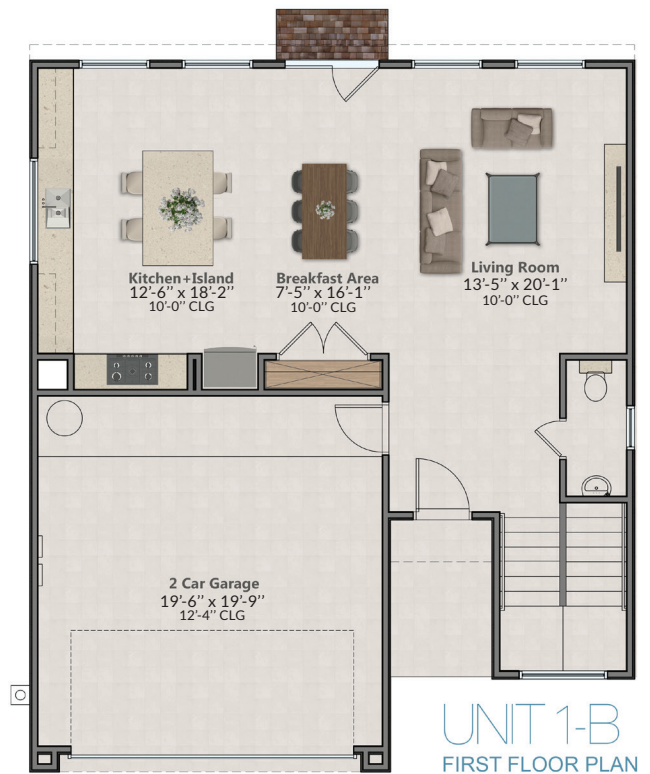 Kitchen+Island
12'-6'' x 18'-2''
10'-0'' CLG
Breakfast Area
7'-5'' x 16'-1''
10'-0'' CLG
Living Room
13'-5'' x 20'-1''
10'-0'' CLG
2 Car Garage
19'-6'' x 19'-9''
12'-4'' CLG
UNIT 1-B
FIRST FLOOR PLAN